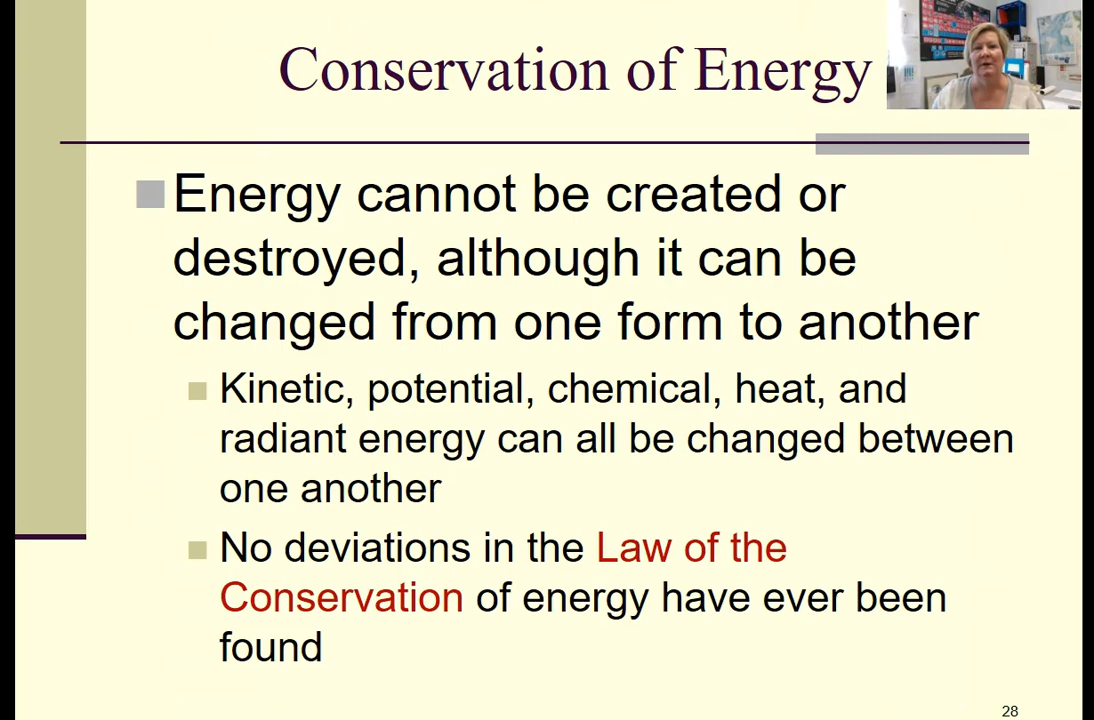 Conservation of Energy
Energy cannot be created or
destroyed, although it can be
changed from one form to another
Kinetic, potential, chemical, heat, and
radiant energy can all be changed between
one another
No deviations in the Law of the
Conservation of energy have ever been
found
28